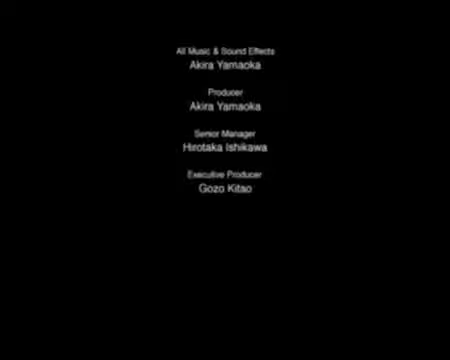 All Music & Sound Effects
Akira Yamaoka
Producer
Akira Yamaoka
Senior Manager
Hirotaka Ishikawa
Executive Producer
Gozo Kitao